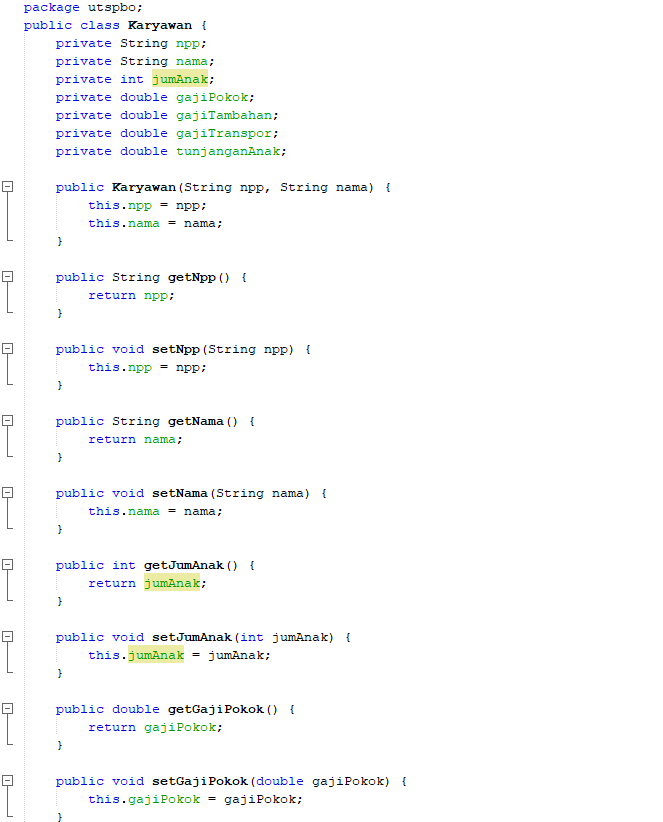 package utspbo;
public class Karyawan {
    private String npp;
    private String nama;
    private int jumAnak;
    private double gajiPokok;
    private double gajiTambahan;
    private double gajiTranspor;
    private double tunjanganAnak;

    public Karyawan(String npp, String nama) {
        this.npp = npp;
        this.nama = nama;
    }

    public String getNpp() {
        return npp;
    }

    public void setNpp(String npp) {
        this.npp = npp;
    }

    public String getNama() {
        return nama;
    }

    public void setNama(String nama) {
        this.nama = nama;
    }

    public int getJumAnak() {
        return jumAnak;
    }

    public void setJumAnak(int jumAnak) {
        this.jumAnak = jumAnak;
    }

    public double getGajiPokok() {
        return gajiPokok;
    }

    public void setGajiPokok(double gajiPokok) {
        this.gajiPokok = gajiPokok;
    }